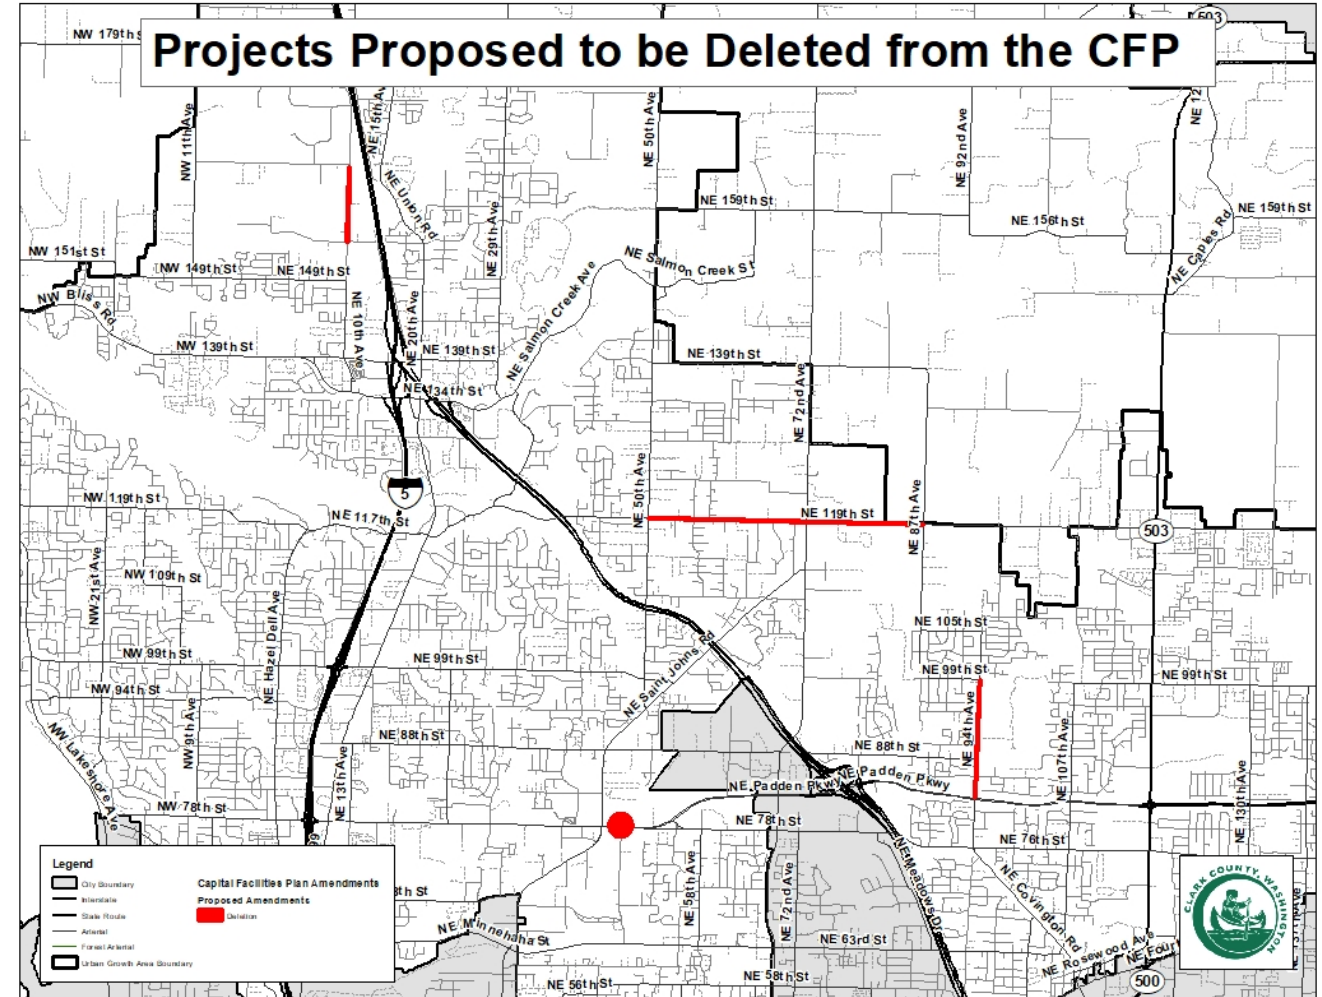 503
NW 179th S
Projects Proposed to be Deleted from the CFP
NE 15th Av
NW 11th Ave
NE 50th Ave
NE 92nd Ave
NE 12
NE Union Rd
NE 159th St
NE 29th Ave
NE 156th St
NE 159th St
NE Caples Rd
NW 151st St
NW 149th St
NE 149th St
NE Salmon Creek St
NW Bliss Rd
NE 10th Ave
NE 20th Ave
NE Salmon Creek Ave
NW 139th St
NE 139th St
NE 139th St
NE 134th St
NE 72nd Ave
NE 50th Ave
5
NW 119th St
NE 117th St
NE 119th St
NE 87th Ave
503
NW 21st Ave
NW 109th St
NE Hazel Dell Ave
NE 105th St
NW 99th St
NE 99th St
NE Saint Johns Rd
NE 99th St
NE 99th St
NW 94th St
NW 9th Ave
NE 94th Ave
NE 107th Ave
NW Lakeshore Ave
NE 88th St
NE 88th St
NE 13th Ave
NE Padden Pkwy
NE Padden Pkwy
NE 130th Ave
NW 78th St
NE 78th St
NE 76th St
NE 58th Ave
NE 72nd Ave
NE Meadows Dr
NE Covington Rd
Legend
City Boundary
Interstate
State Route
Arterial
Forest Arterial
Urban Growth Area Boundary
Capital Facilities Plan Amendments
Proposed Amendments
Deletion
8th St
NE Minnehaha St
NE 63rd St
NE Rosewood Ave
NE Four
NE 56th St
NE 58th St
500
CLARK COUNTY, WASHINGTON